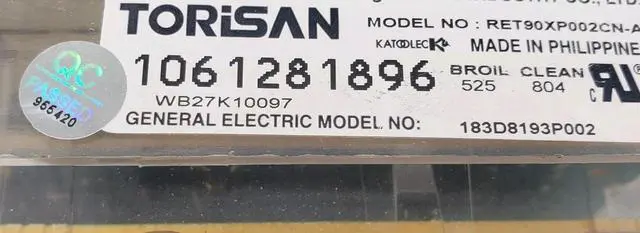 TORiSAN
MODEL NO : RET90XP002CN-A
KATOOLEC K MADE IN PHILIPPINE
QC
PASSED
965420
1061281896
BROIL CLEAN
525 804
WB27K10097
GENERAL ELECTRIC MODEL NO: 183D8193P002